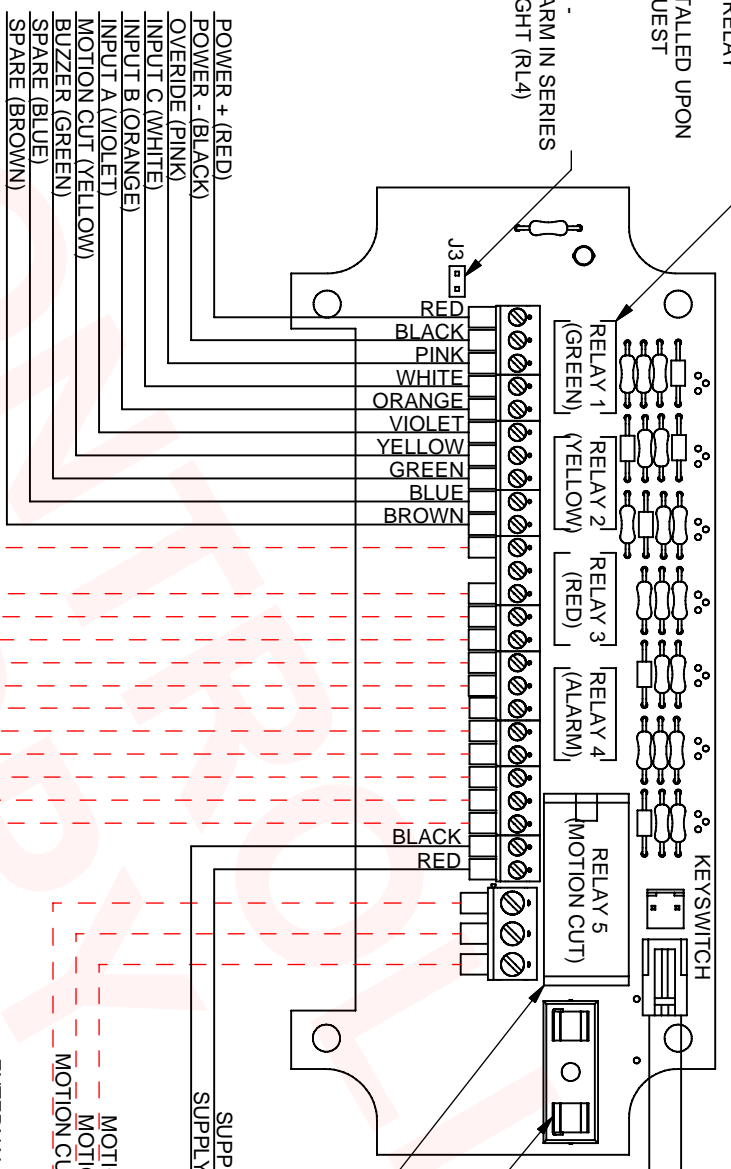 RELAY
TALLED UPON
UEST
-
ARM IN SERIES
GHT (RL4)
J3
RELAY 1
(GREEN)
RELAY 2
(YELLOW)
RELAY 3
(RED)
RELAY 4
(ALARM)
RELAY 5
(MOTION CUT)
KEYSWITCH
RED
BLACK
PINK
WHITE
ORANGE
VIOLET
YELLOW
GREEN
BLUE
BROWN
BLACK
RED
POWER + (RED)
POWER - (BLACK)
OVERIDE (PINK)
INPUT C (WHITE)
INPUT B (ORANGE)
INPUT A (VIOLET)
MOTION CUT (YELLOW)
BUZZER (GREEN)
SPARE (BLUE)
SPARE (BROWN)
SUPP
SUPPLY
MOTI
MOTIO
MOTION CU